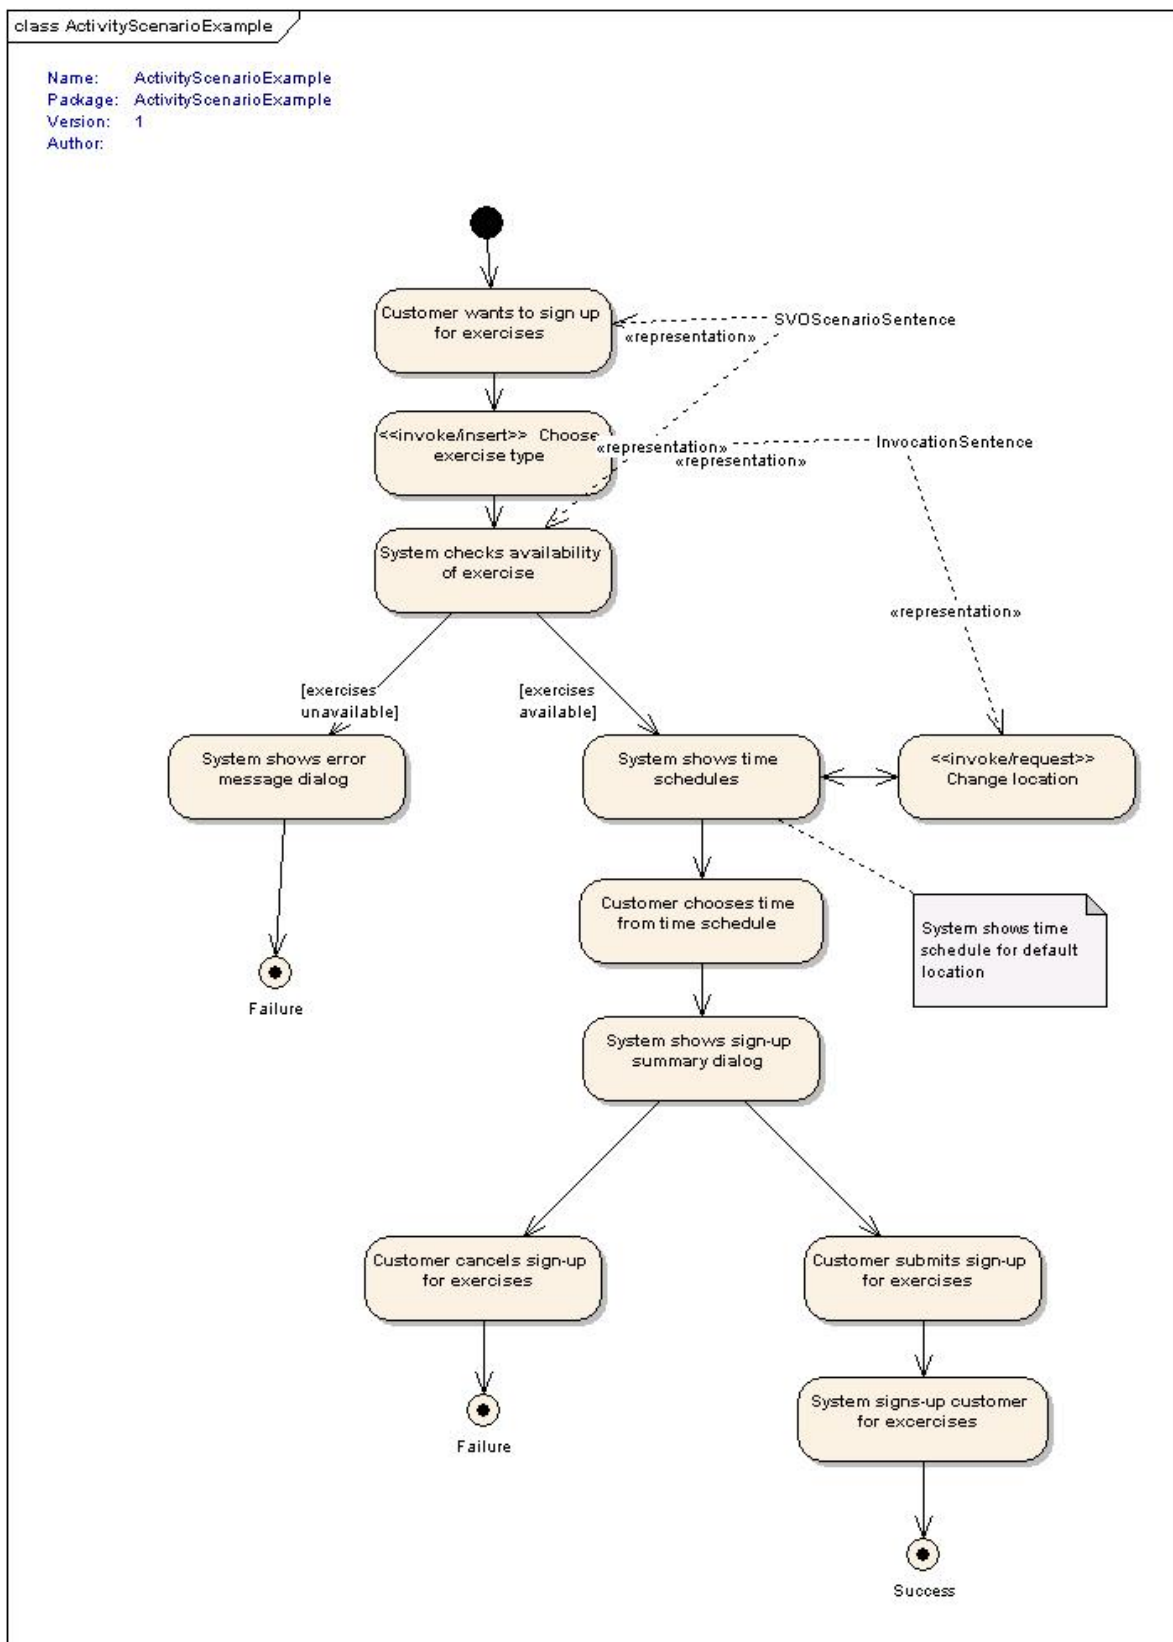 class ActivityScenarioExample
Name: ActivityScenarioExample
Package: ActivityScenarioExample
Version: 1
Author:
Customer wants to sign up
for exercises
SVOScenarioSentence
«representation»
<<invoke/insert>> Choose
exercise type
«representation»
«representation»
InvocationSentence
System checks availability
of exercise
«representation»
[exercises
unavailable]
[exercises
available]
System shows error
message dialog
System shows time
schedules
<<invoke/request>>
Change location
Customer chooses time
from time schedule
System shows time
schedule for default
location
Failure
System shows sign-up
summary dialog
Customer cancels sign-up
for exercises
Customer submits sign-up
for exercises
System signs-up customer
for excercises
Failure
Success